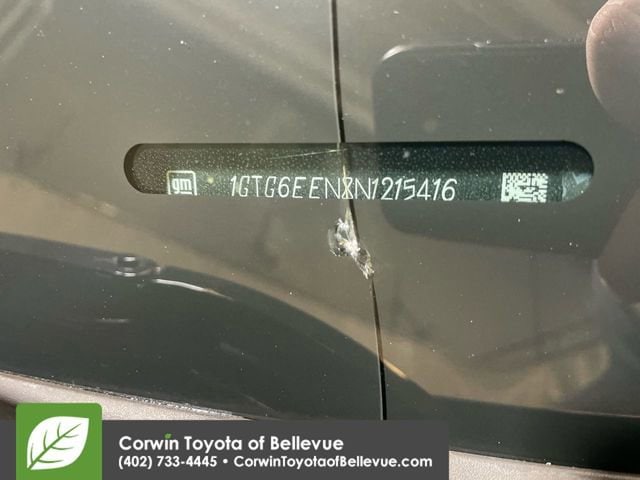 gm 1GTG6EEN8N1215416
Corwin Toyota of Bellevue
(402) 733-4445 • CorwinToyotaofBellevue.com